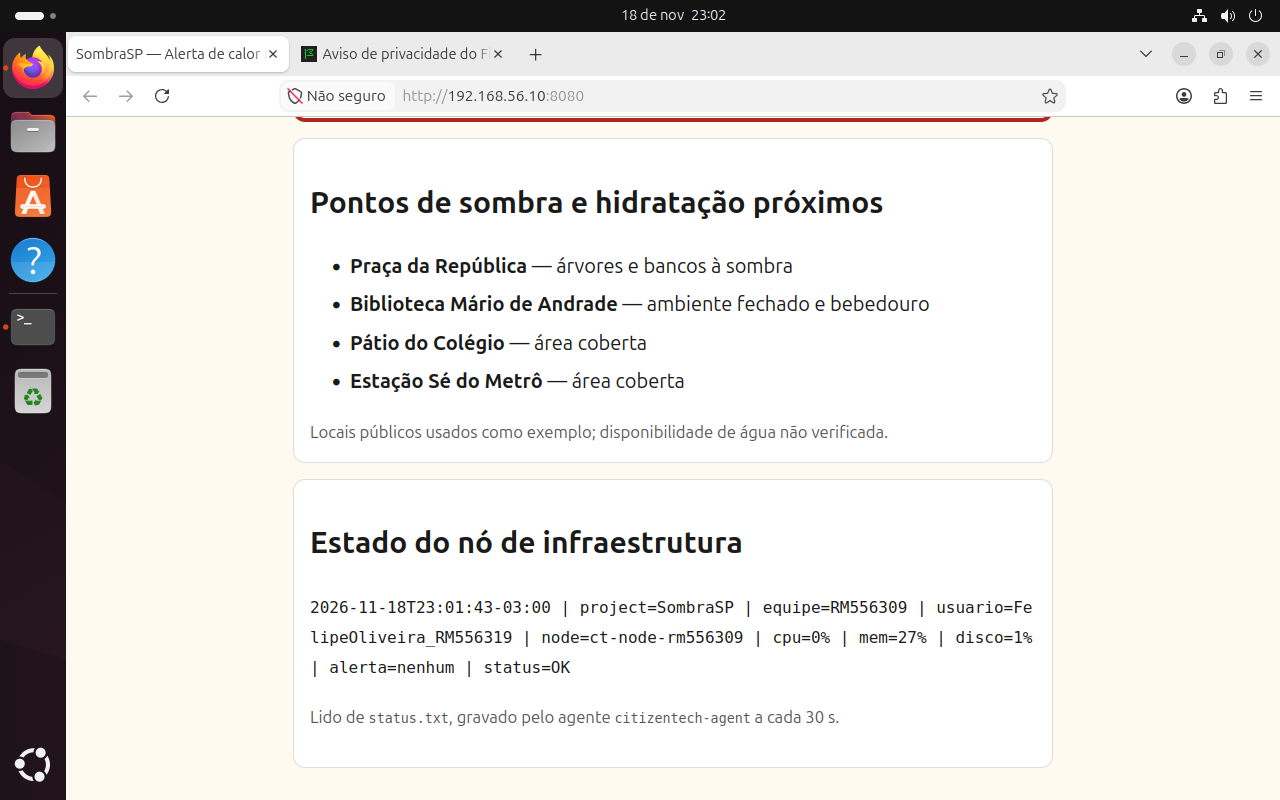 18 de nov 23:02
SombraSP — Alerta de calor
Aviso de privacidade do Fi
Não seguro
http://192.168.56.10:8080
Pontos de sombra e hidratação próximos
• Praça da República — árvores e bancos à sombra
• Biblioteca Mário de Andrade — ambiente fechado e bebedouro
• Pátio do Colégio — área coberta
• Estação Sé do Metrô — área coberta
Locais públicos usados como exemplo; disponibilidade de água não verificada.
Estado do nó de infraestrutura
2026-11-18T23:01:43-03:00 | project=SombraSP | equipe=RM556309 | usuario=Fe
lipeOliveira_RM556319 | node=ct-node-rm556309 | cpu=0% | mem=27% | disco=1%
| alerta=nenhum | status=OK
Lido de status.txt, gravado pelo agente citizentech-agent a cada 30 s.